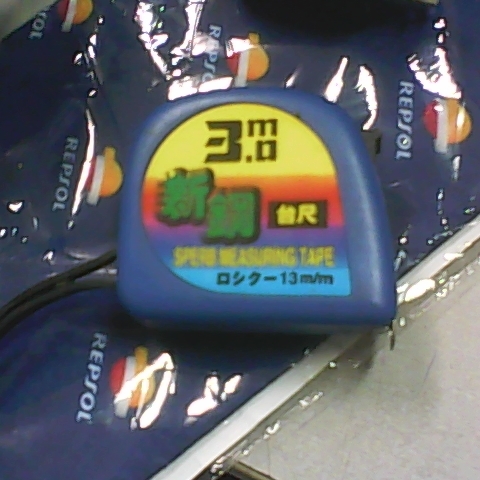 3.0m
新鋼
台尺
SPERB MEASURING TAPE
ロシクー13m/m
REPSOL
REPSOL
REPSOL
REPSOL